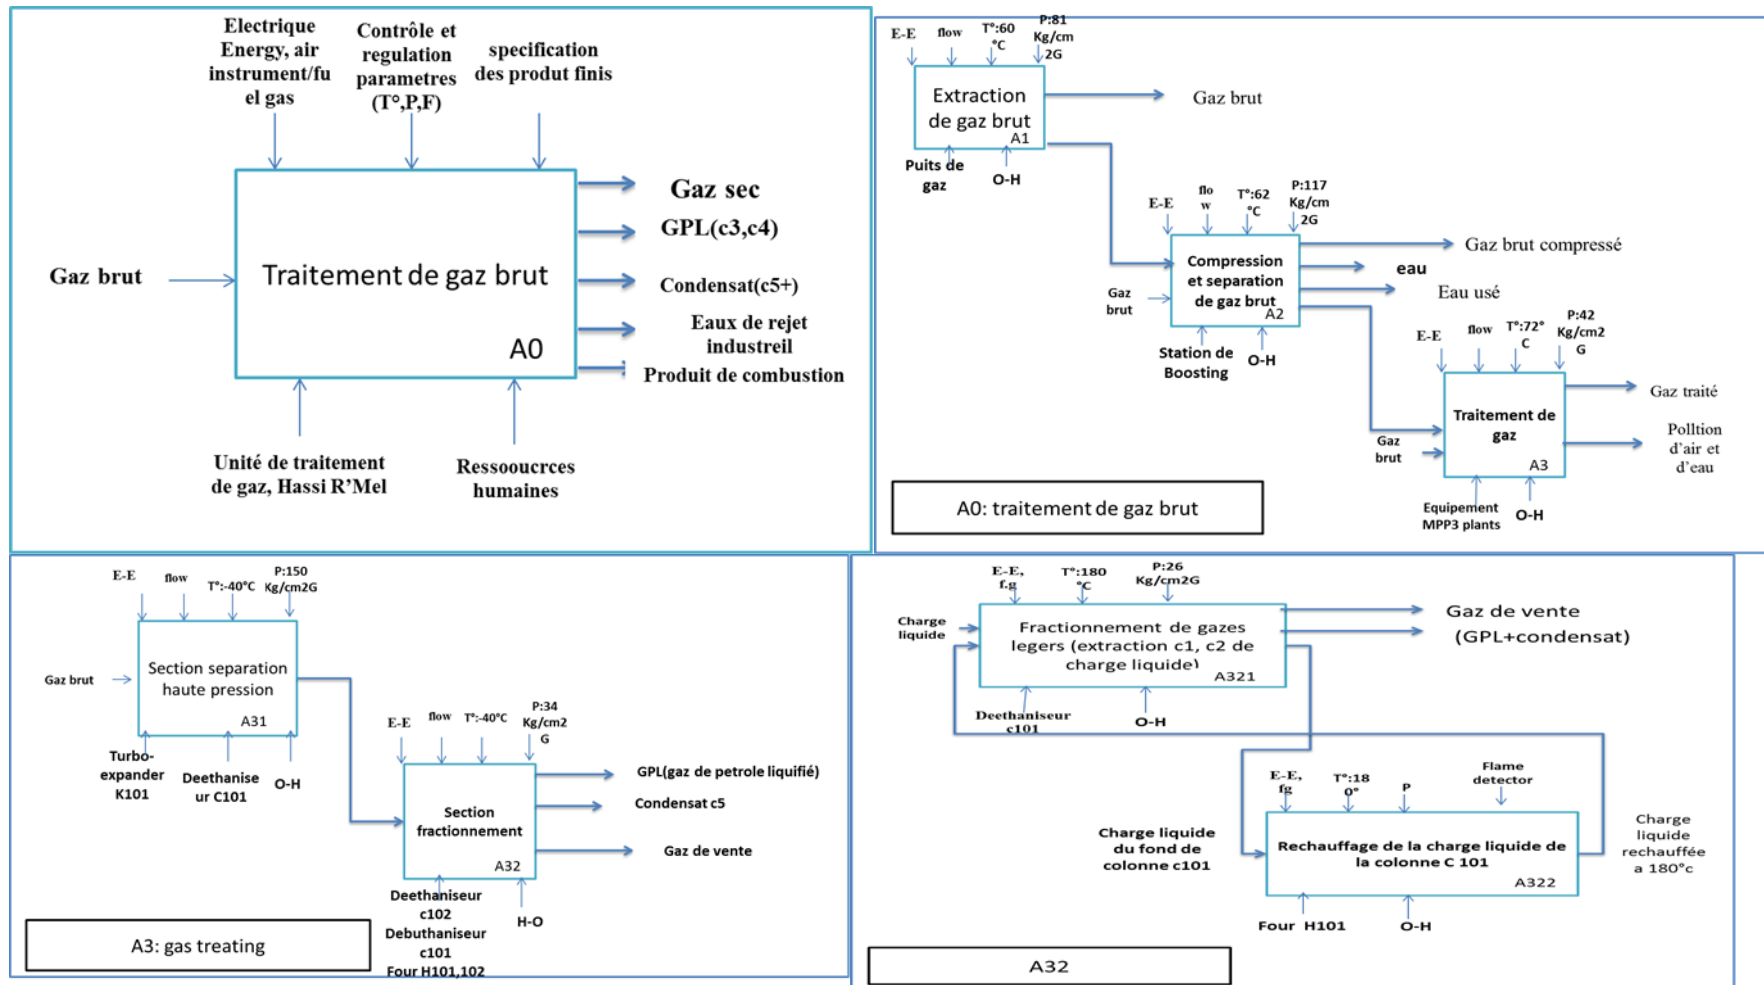 Electrique
Energy, air
instrument/fu
el gas
Contrôle et
regulation
parametres
(T°,P,F)
specification
des produt finis
Gaz brut
Traitement de gaz brut
A0
Gaz sec
GPL(c3,c4)
Condensat(c5+)
Eaux de rejet
industreil
Produit de combustion
Unité de traitement
de gaz, Hassi R’Mel
Ressooucrces
humaines
E-E
flow
T°:60
°C
P:81
Kg/cm
2G
Extraction
de gaz brut
A1
Gaz brut
Puits de
gaz
O-H
E-E
flo
w
T°:62
°C
P:117
Kg/cm
2G
Gaz
brut
Compression
et separation
de gaz brut
A2
Gaz brut compressé
eau
Eau usé
Station de
Boosting
O-H
E-E
flow
T°:72°
C
P:42
Kg/cm2
G
Gaz
brut
Traitement de
gaz
A3
Gaz traité
Polltion
d’air et
d’eau
Equipement
MPP3 plants
O-H
A0: traitement de gaz brut
E-E
flow
T°:-40°C
P:150
Kg/cm2G
Gaz brut
Section separation
haute pression
A31
Turbo-
expander
K101
Deethanise
ur C101
O-H
E-E
flow
T°:-40°C
P:34
Kg/cm2
G
Section
fractionnement
A32
GPL(gaz de petrole liquifié)
Condensat c5
Gaz de vente
Deethaniseur
c102
Debuthaniseur
c101
Four H101,102
H-O
A3: gas treating
E-E,
f.g
T°:180
°C
P:26
Kg/cm2G
Charge
liquide
Fractionnement de gazes
legers (extraction c1, c2 de
charge liquide)
A321
Gaz de vente
(GPL+condensat)
Deethaniseur
c101
O-H
E-E,
fg
T°:18
0°
P
Flame
detector
Charge liquide
du fond de
colonne c101
Rechauffage de la charge liquide de
la colonne C 101
A322
Charge
liquide
rechauffée
a 180°c
Four H101
O-H
A32